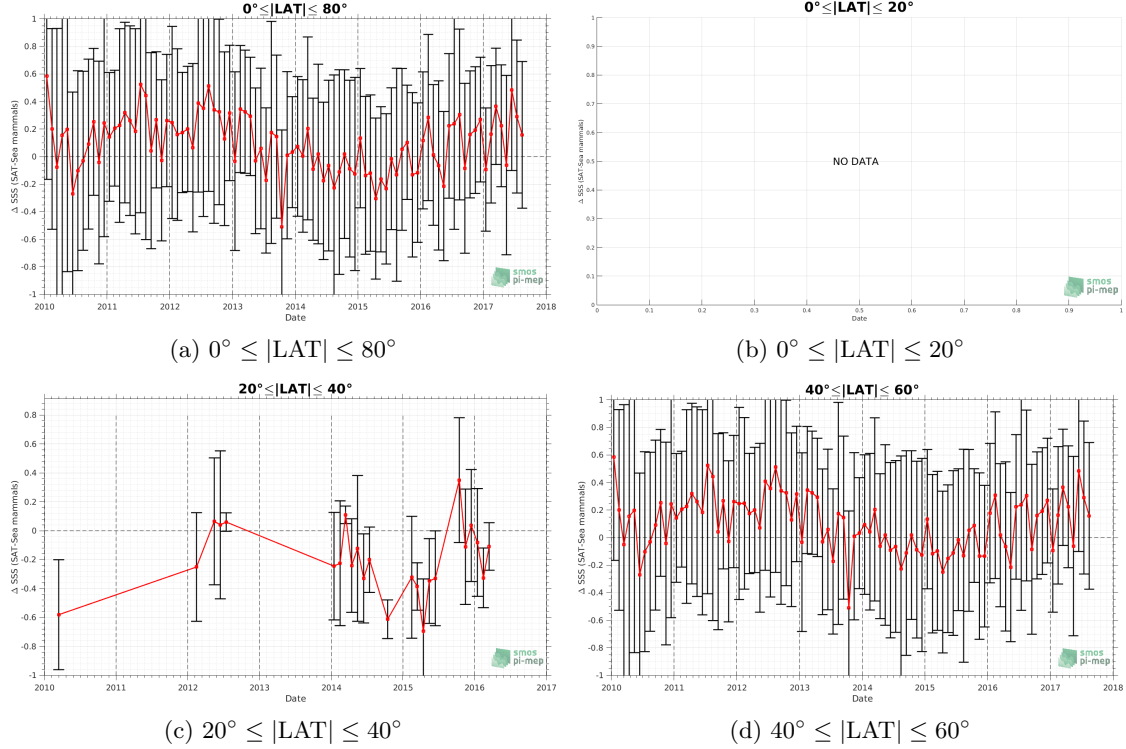 0°≤|LAT|≤ 80°
1
0.8
0.6
0.4
0.2
0
-0.2
-0.4
-0.6
-0.8
-1
Δ SSS (SAT-Sea mammals)
2010 2011 2012 2013 2014 2015 2016 2017 2018
Date
smos
pi-mep
(a) 0° ≤ |LAT| ≤ 80°
0°≤|LAT|≤ 20°
1
0.9
0.8
0.7
0.6
0.5
0.4
0.3
0.2
0.1
0
Δ SSS (SAT-Sea mammals)
NO DATA
0 0.1 0.2 0.3 0.4 0.5 0.6 0.7 0.8 0.9 1
Date
smos
pi-mep
(b) 0° ≤ |LAT| ≤ 20°
20°≤|LAT|≤ 40°
0.8
0.6
0.4
0.2
0
-0.2
-0.4
-0.6
-0.8
-1
Δ SSS (SAT-Sea mammals)
2010 2011 2012 2013 2014 2015 2016 2017
Date
smos
pi-mep
(c) 20° ≤ |LAT| ≤ 40°
40°≤|LAT|≤ 60°
1
0.8
0.6
0.4
0.2
0
-0.2
-0.4
-0.6
-0.8
-1
Δ SSS (SAT-Sea mammals)
2010 2011 2012 2013 2014 2015 2016 2017 2018
Date
smos
pi-mep
(d) 40° ≤ |LAT| ≤ 60°